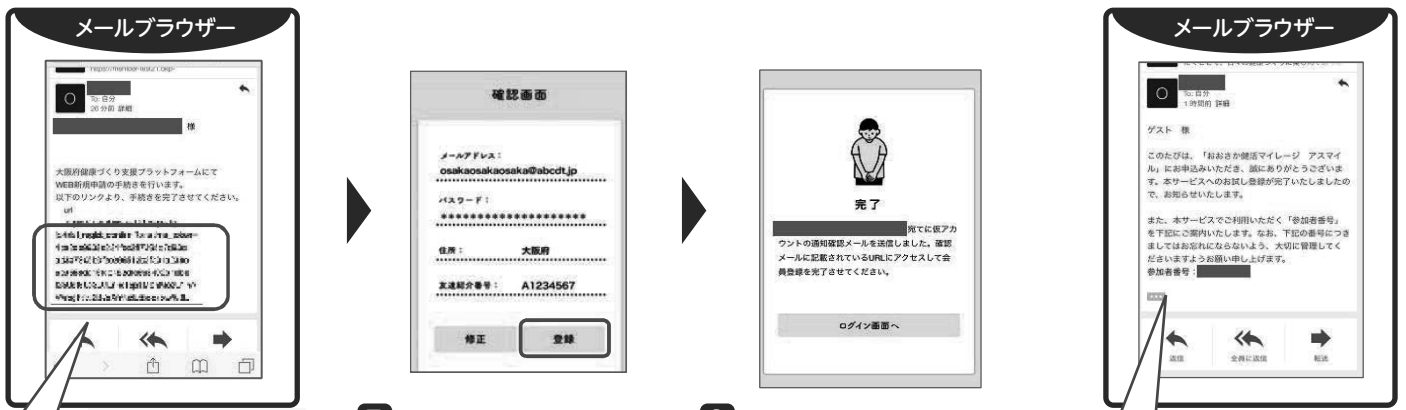 メールブラウザー
O
To: 自分
26 分前 詳細
様
大阪府健康づくり支援プラットフォームにて
WEB新規申請の手続きを行います。
以下のリンクより、手続きを完了させてください。
url
確認画面
メールアドレス：
osakaosakaosaka@abcdt.jp
パスワード：
********************
住所： 大阪府
友達紹介番号： A1234567
修正 登録
完了
宛てに仮アカ
ウントの通知確認メールを送信しました。確認
メールに記載されているURLにアクセスして会
員登録を完了させてください。
ログイン画面へ
メールブラウザー
O
To: 自分
1 時間前 詳細
ゲスト 様
このたびは、「おおさか健活マイレージ アスマイ
ル」にお申込みいただき、誠にありがとうございま
す。本サービスへのお試し登録が完了いたしましたの
で、お知らせいたします。
また、本サービスでご利用いただく「参加者番号」
を下記にご案内いたします。なお、下記の番号につき
ましてはお忘れにならないよう、大切に管理してく
ださいますようお願い申し上げます。
参加者番号：
返信 全員に返信 転送